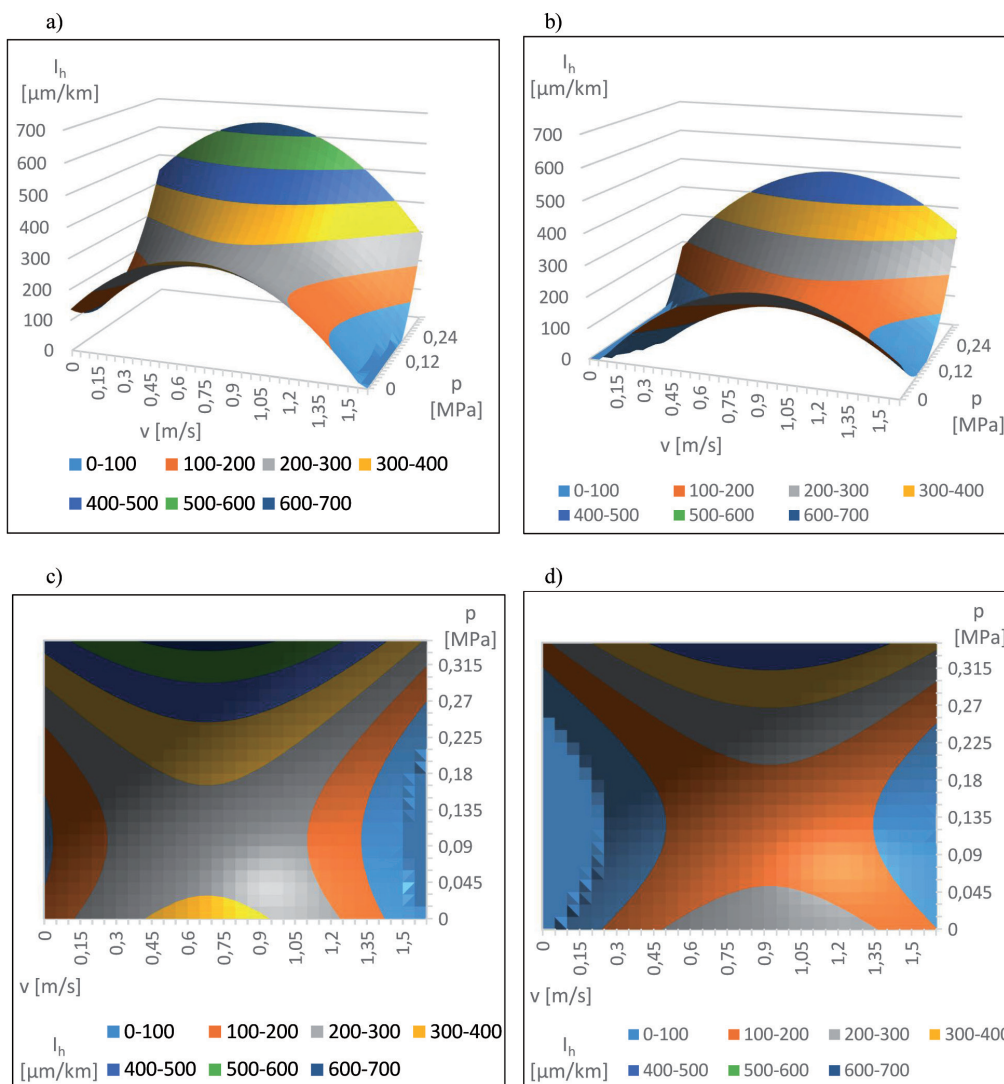 a)
I_h
[µm/km]
700
600
500
400
300
200
100
0
0
0,15
0,3
0,45
0,6
0,75
0,9
1,05
1,2
1,35
1,5
v [m/s]
0
0,12
0,24
p
[MPa]
0-100 100-200 200-300 300-400
400-500 500-600 600-700
b)
I_h
[µm/km]
700
600
500
400
300
200
100
0
0
0,15
0,3
0,45
0,6
0,75
0,9
1,05
1,2
1,35
1,5
v [m/s]
0
0,12
0,24
p
[MPa]
0-100 100-200 200-300 300-400
400-500 500-600 600-700
c)
p
[MPa]
0,315
0,27
0,225
0,18
0,135
0,09
0,045
0
0
0,15
0,3
0,45
0,6
0,75
0,9
1,05
1,2
1,35
1,5
v [m/s]
I_h
[µm/km]
0-100 100-200 200-300 300-400
400-500 500-600 600-700
d)
p
[MPa]
0,315
0,27
0,225
0,18
0,135
0,09
0,045
0
0
0,15
0,3
0,45
0,6
0,75
0,9
1,05
1,2
1,35
1,5
v [m/s]
I_h
[µm/km]
0-100 100-200 200-300 300-400
400-500 500-600 600-700